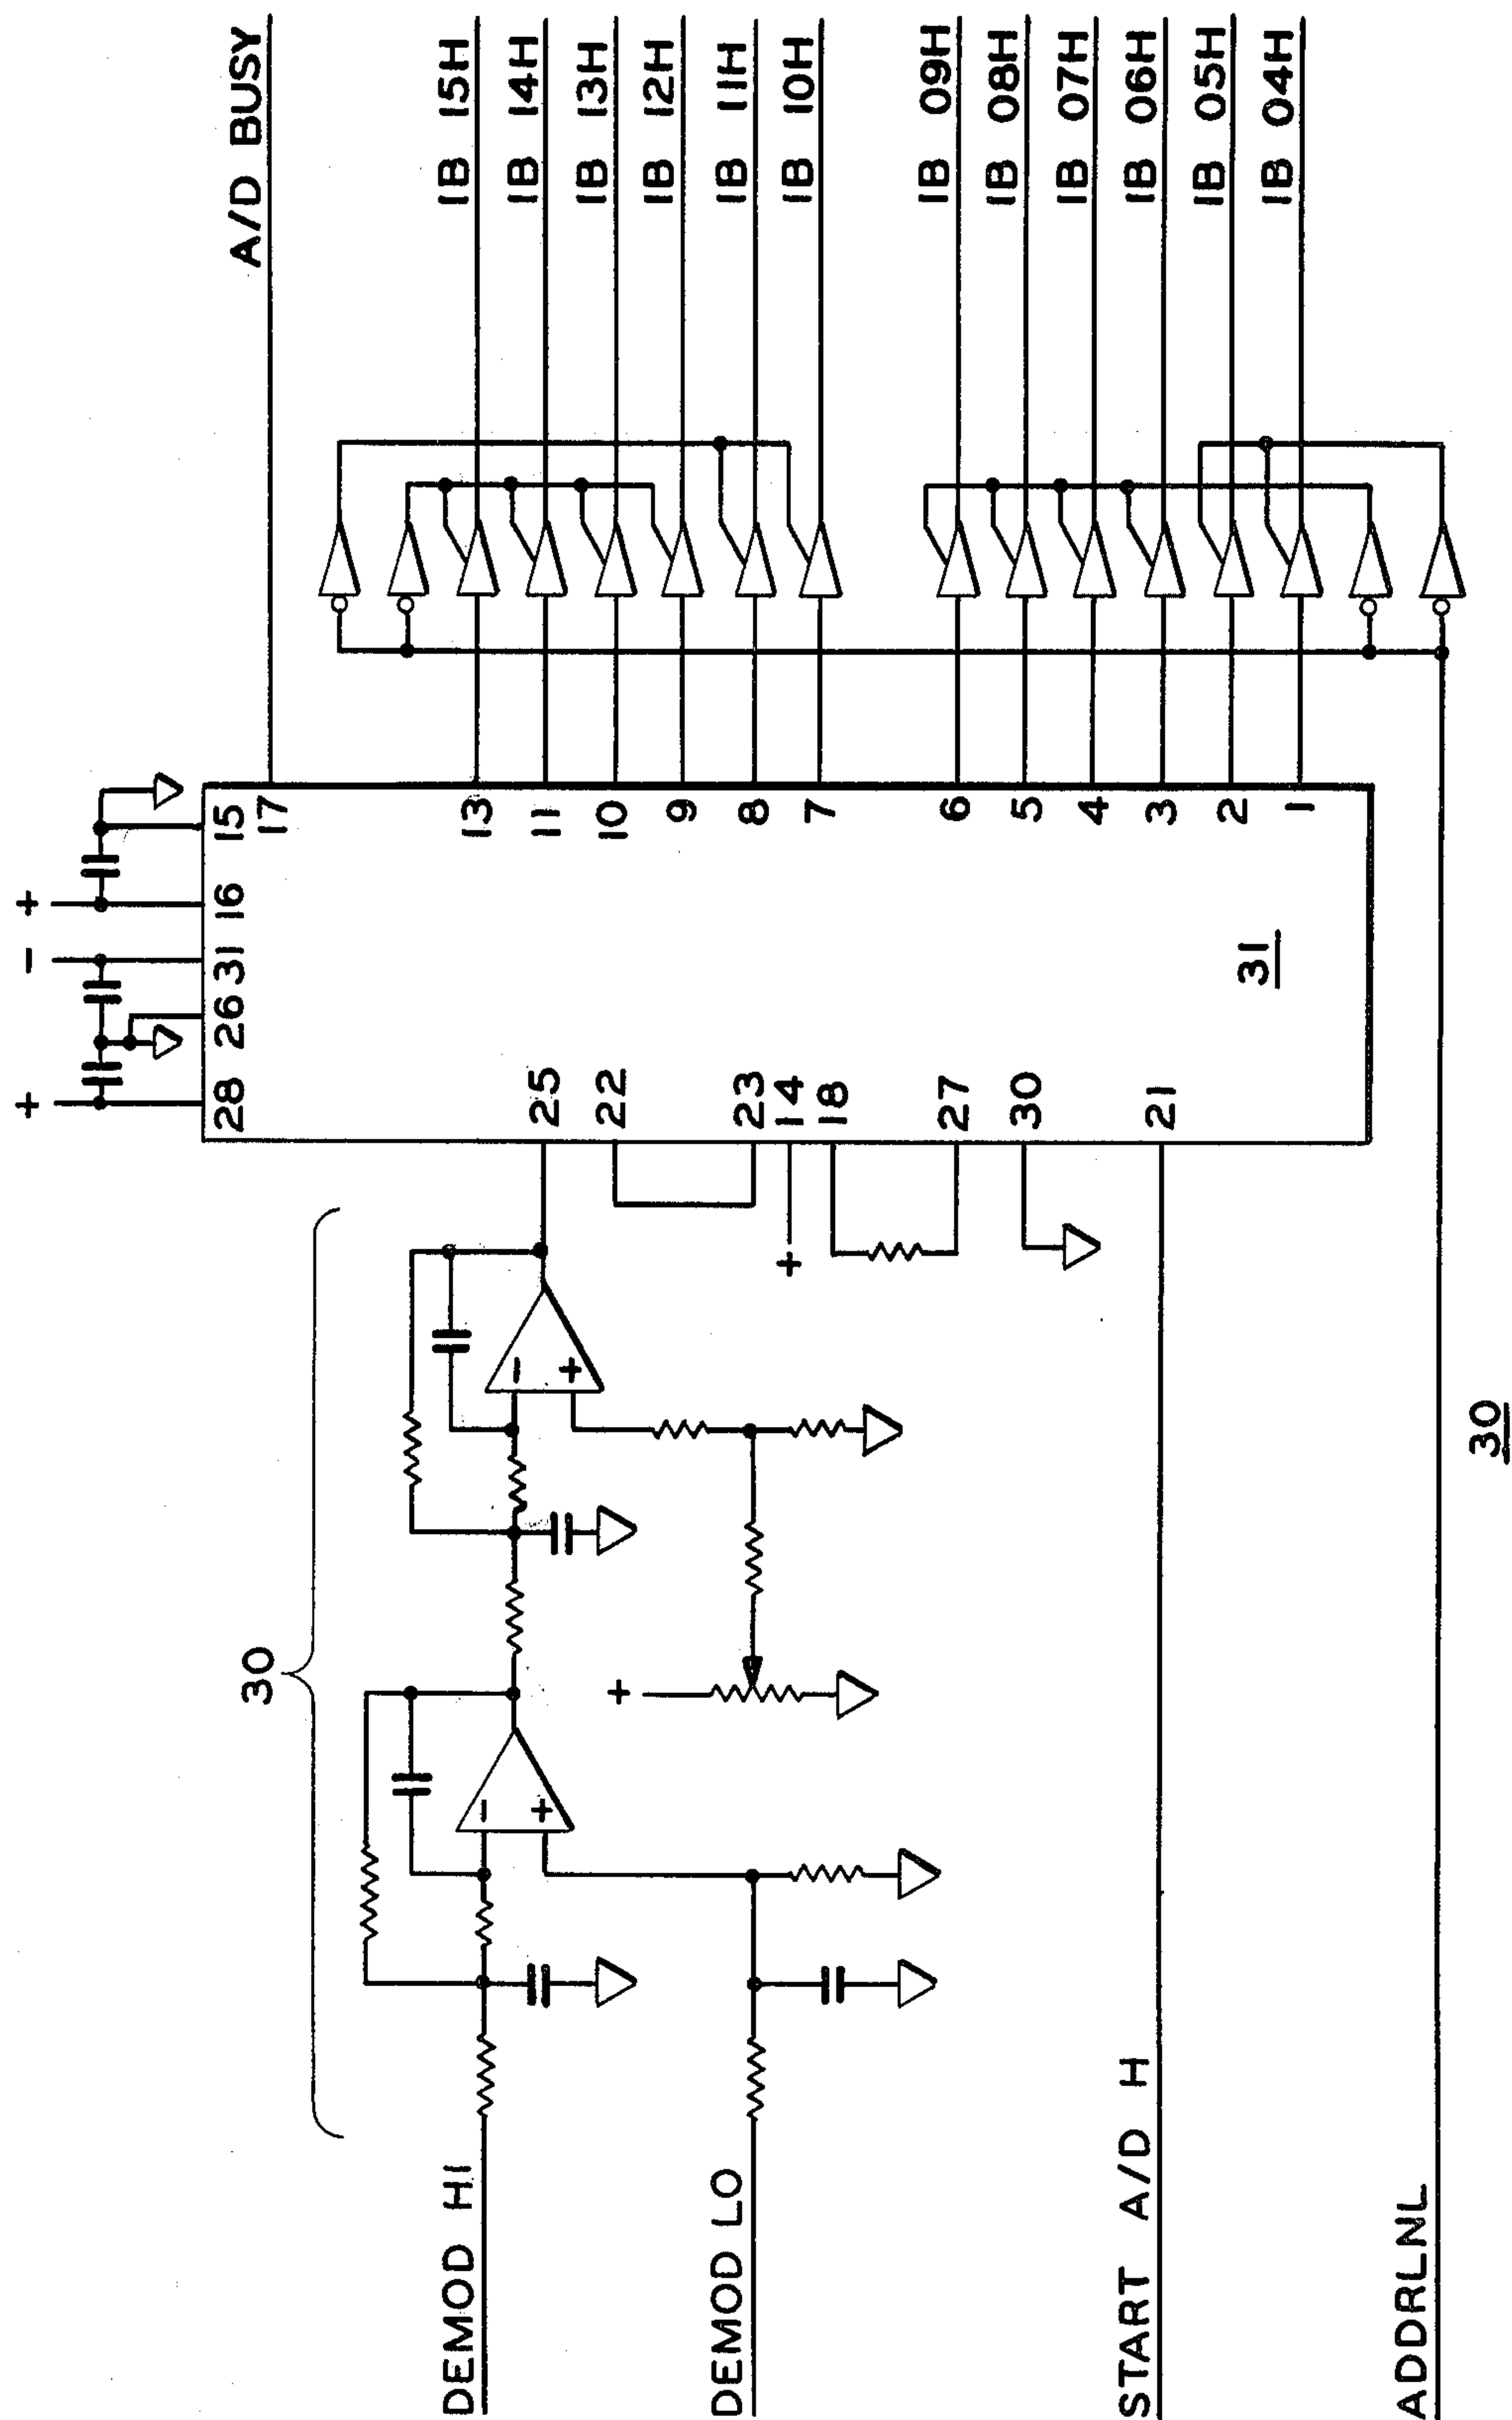 + - +
28 26 31 16 15
A/D BUSY
30
17
DEMOD HI
13
IB 15H
- +
- +
25
11
IB 14H
22
10
IB 13H
+
9
IB 12H
DEMOD LO
23
8
IB 11H
+
14
18
7
IB 10H
27
6
IB 09H
30
5
IB 08H
4
IB 07H
START A/D H
21
3
IB 06H
2
IB 05H
31
1
IB 04H
ADDRLNL
30